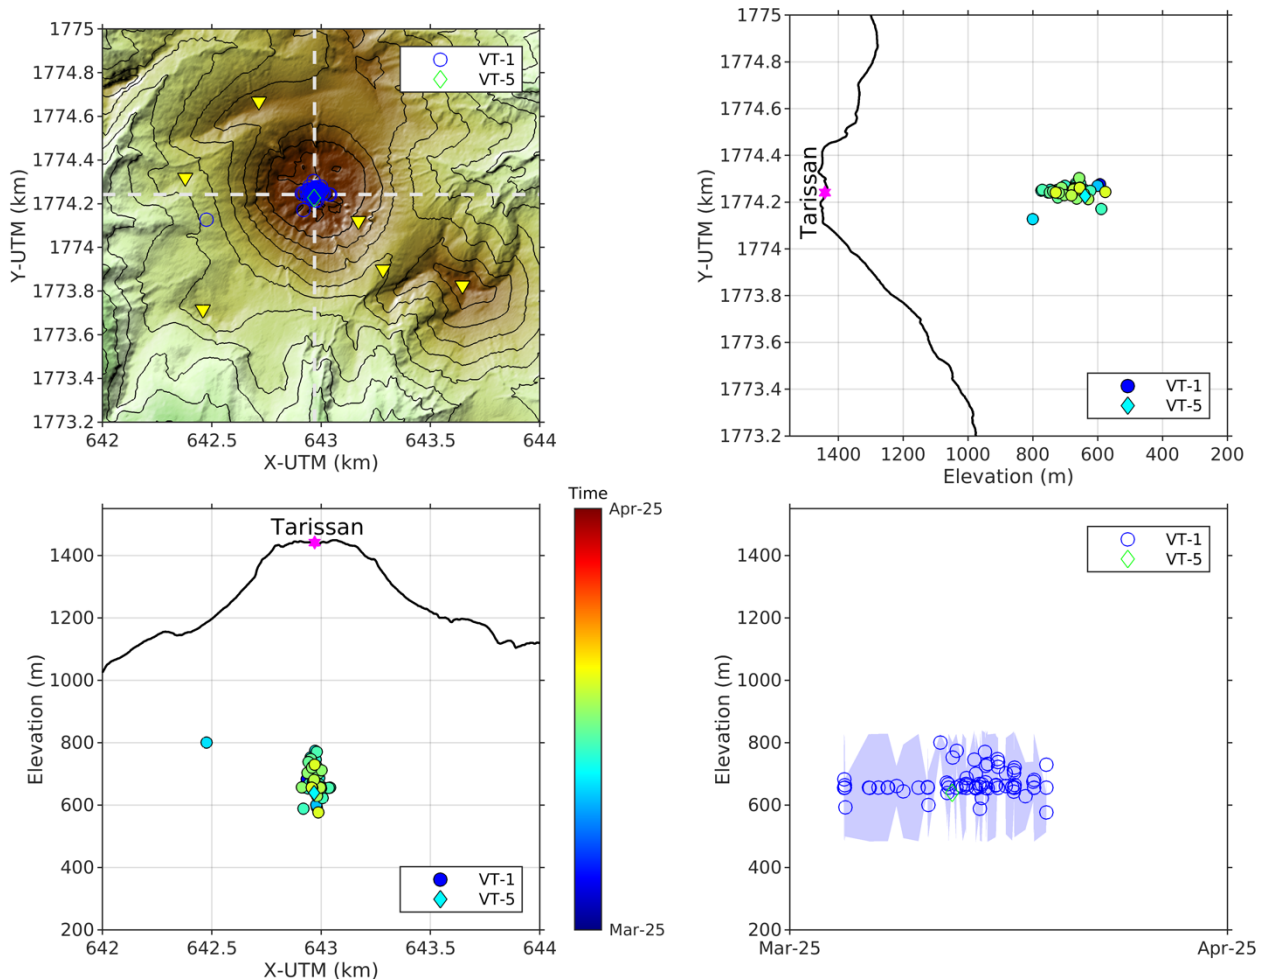 1775
1774.8
1774.6
1774.4
1774.2
1774
1773.8
1773.6
1773.4
1773.2
Y-UTM (km)
642
642.5
643
643.5
644
X-UTM (km)
VT-1
VT-5
1775
1774.8
1774.6
1774.4
1774.2
1774
1773.8
1773.6
1773.4
1773.2
Y-UTM (km)
Tarissan
1400
1200
1000
800
600
400
200
Elevation (m)
VT-1
VT-5
Tarissan
1400
1200
1000
800
600
400
200
Elevation (m)
642
642.5
643
643.5
644
X-UTM (km)
VT-1
VT-5
Time
Apr-25
Mar-25
1400
1200
1000
800
600
400
200
Elevation (m)
Mar-25
Apr-25
VT-1
VT-5